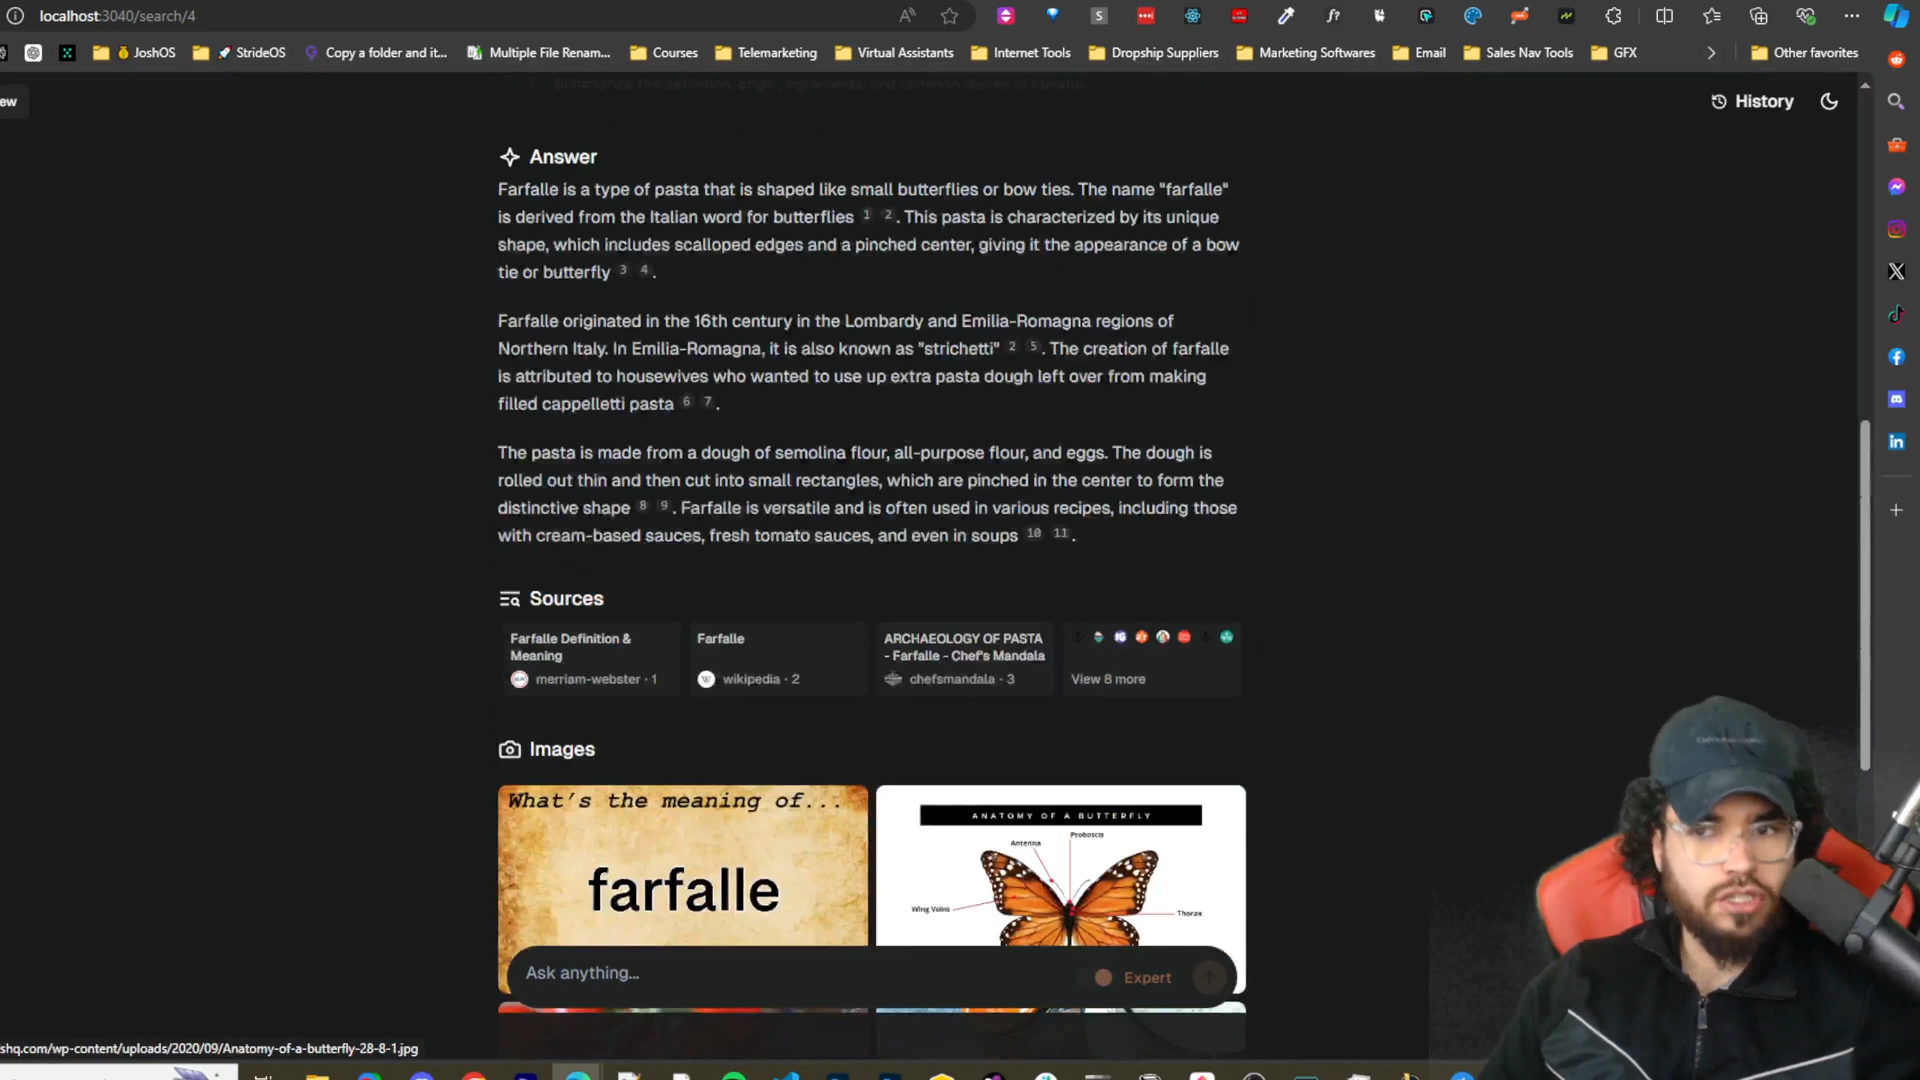 localhost:3040/search/4
JoshOS
StrideOS
Copy a folder and it...
Multiple File Renam...
Courses
Telemarketing
Virtual Assistants
Internet Tools
Dropship Suppliers
Marketing Softwares
Email
Sales Nav Tools
GFX
Other favorites
ew
History
Summarize the definition, origin, ingredients, and common dishes of farfalle
Answer
Farfalle is a type of pasta that is shaped like small butterflies or bow ties. The name "farfalle"
is derived from the Italian word for butterflies 1 2. This pasta is characterized by its unique
shape, which includes scalloped edges and a pinched center, giving it the appearance of a bow
tie or butterfly 3 4.
Farfalle originated in the 16th century in the Lombardy and Emilia-Romagna regions of
Northern Italy. In Emilia-Romagna, it is also known as "strichetti" 2 5. The creation of farfalle
is attributed to housewives who wanted to use up extra pasta dough left over from making
filled cappelletti pasta 6 7.
The pasta is made from a dough of semolina flour, all-purpose flour, and eggs. The dough is
rolled out thin and then cut into small rectangles, which are pinched in the center to form the
distinctive shape 8 9. Farfalle is versatile and is often used in various recipes, including those
with cream-based sauces, fresh tomato sauces, and even in soups 10 11.
Sources
Farfalle Definition &
Meaning
merriam-webster · 1
Farfalle
wikipedia · 2
ARCHAEOLOGY OF PASTA
- Farfalle - Chef's Mandala
chefsmandala · 3
View 8 more
Images
What's the meaning of...
farfalle
ANATOMY OF A BUTTERFLY
Proboscis
Antenna
Wing Veins
Thorax
Ask anything...
Expert
shq.com/wp-content/uploads/2020/09/Anatomy-of-a-butterfly-28-8-1.jpg